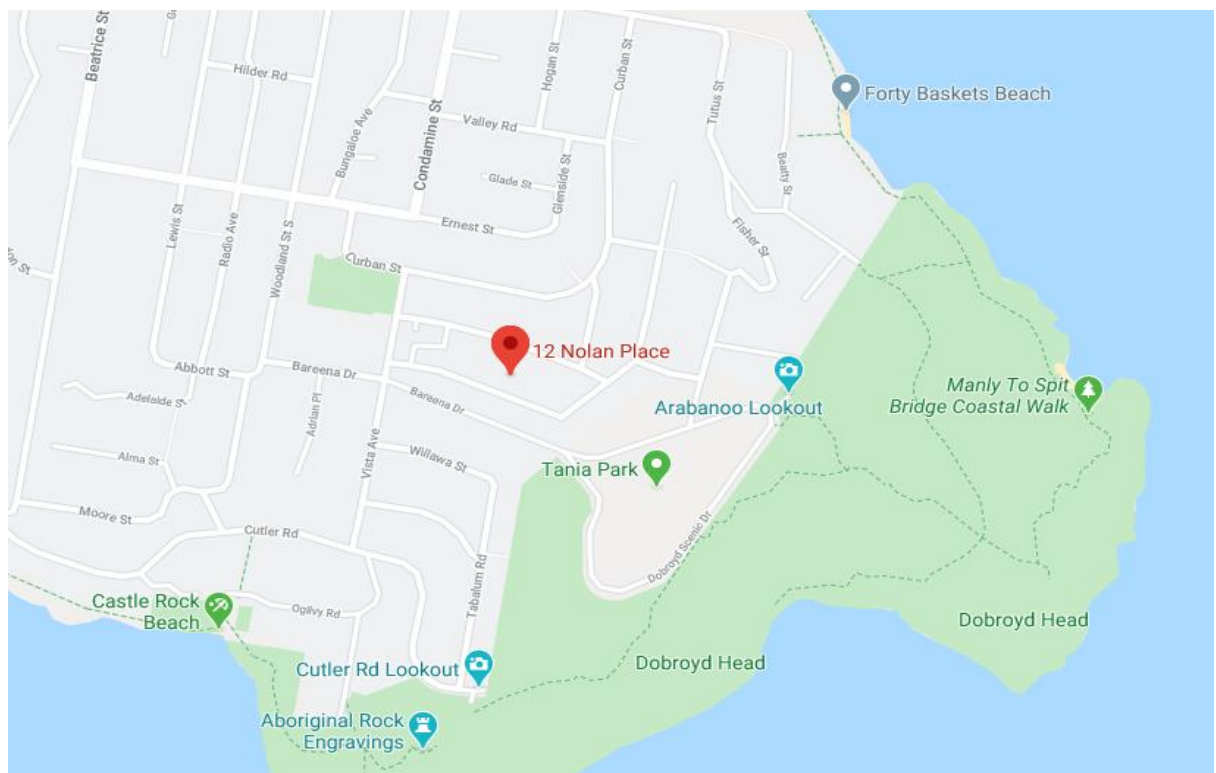 Beatrice St
Hilder Rd
Bungaloe Ave
Condamine St
Hogan St
Curban St
Tutus St
Forty Baskets Beach
Valley Rd
Beatty St
Glade St
Glenside St
Lewis St
Radio Ave
Woodland St S
Ernest St
Fisher St
Curban St
12 Nolan Place
Abbott St
Bareena Dr
Bareena Dr
Adelaide S
Adrian Pl
Arabanoo Lookout
Manly To Spit
Bridge Coastal Walk
Vista Ave
Willawa St
Alma St
Tania Park
Moore St
Cutler Rd
Dobroyd Scenic Dr
Castle Rock
Beach
Ogilvy Rd
Tabalum Rd
Dobroyd Head
Cutler Rd Lookout
Dobroyd Head
Aboriginal Rock
Engravings